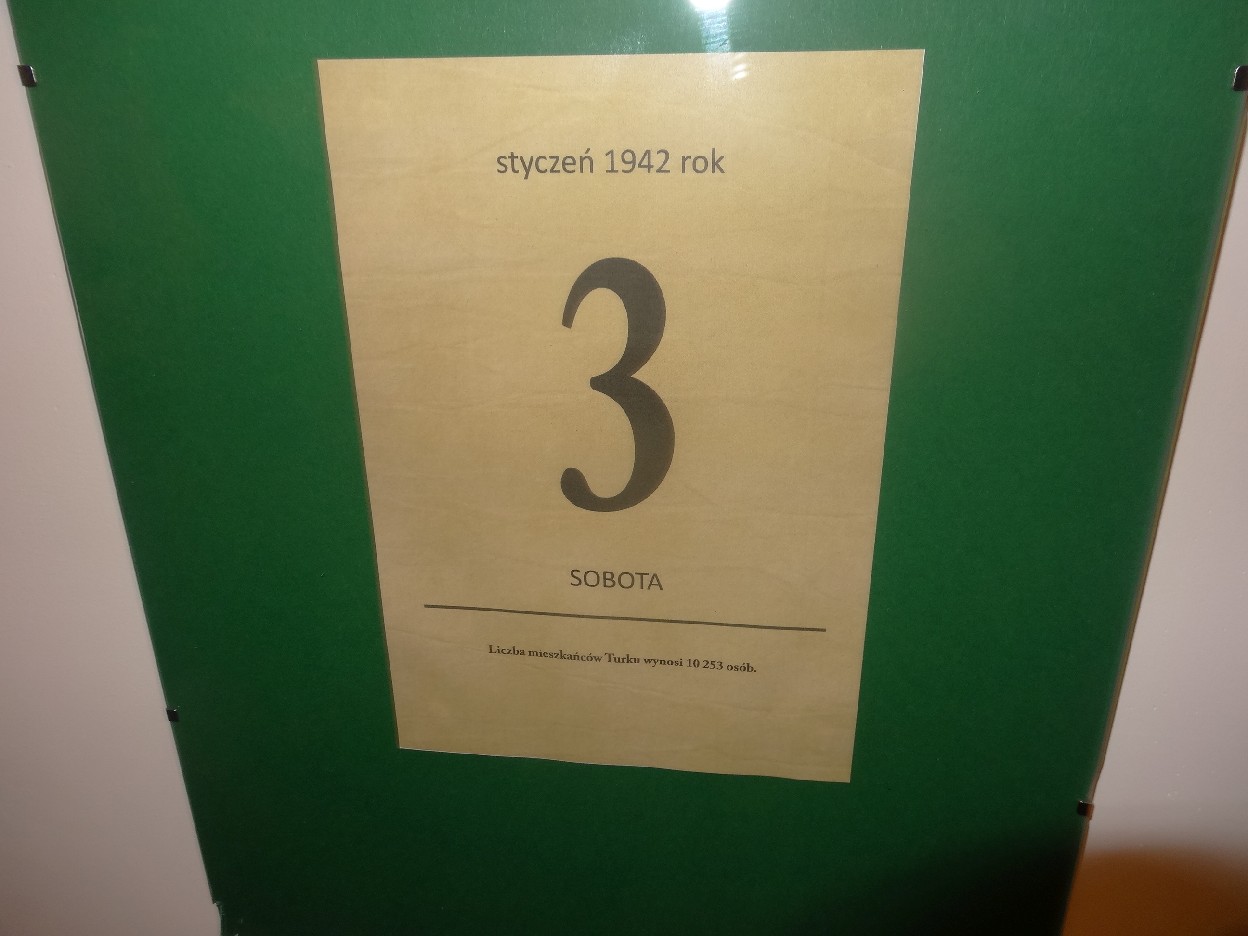 styczeń 1942 rok
3
SOBOTA
Liczba mieszkańców Turku wynosi 10 253 osób.